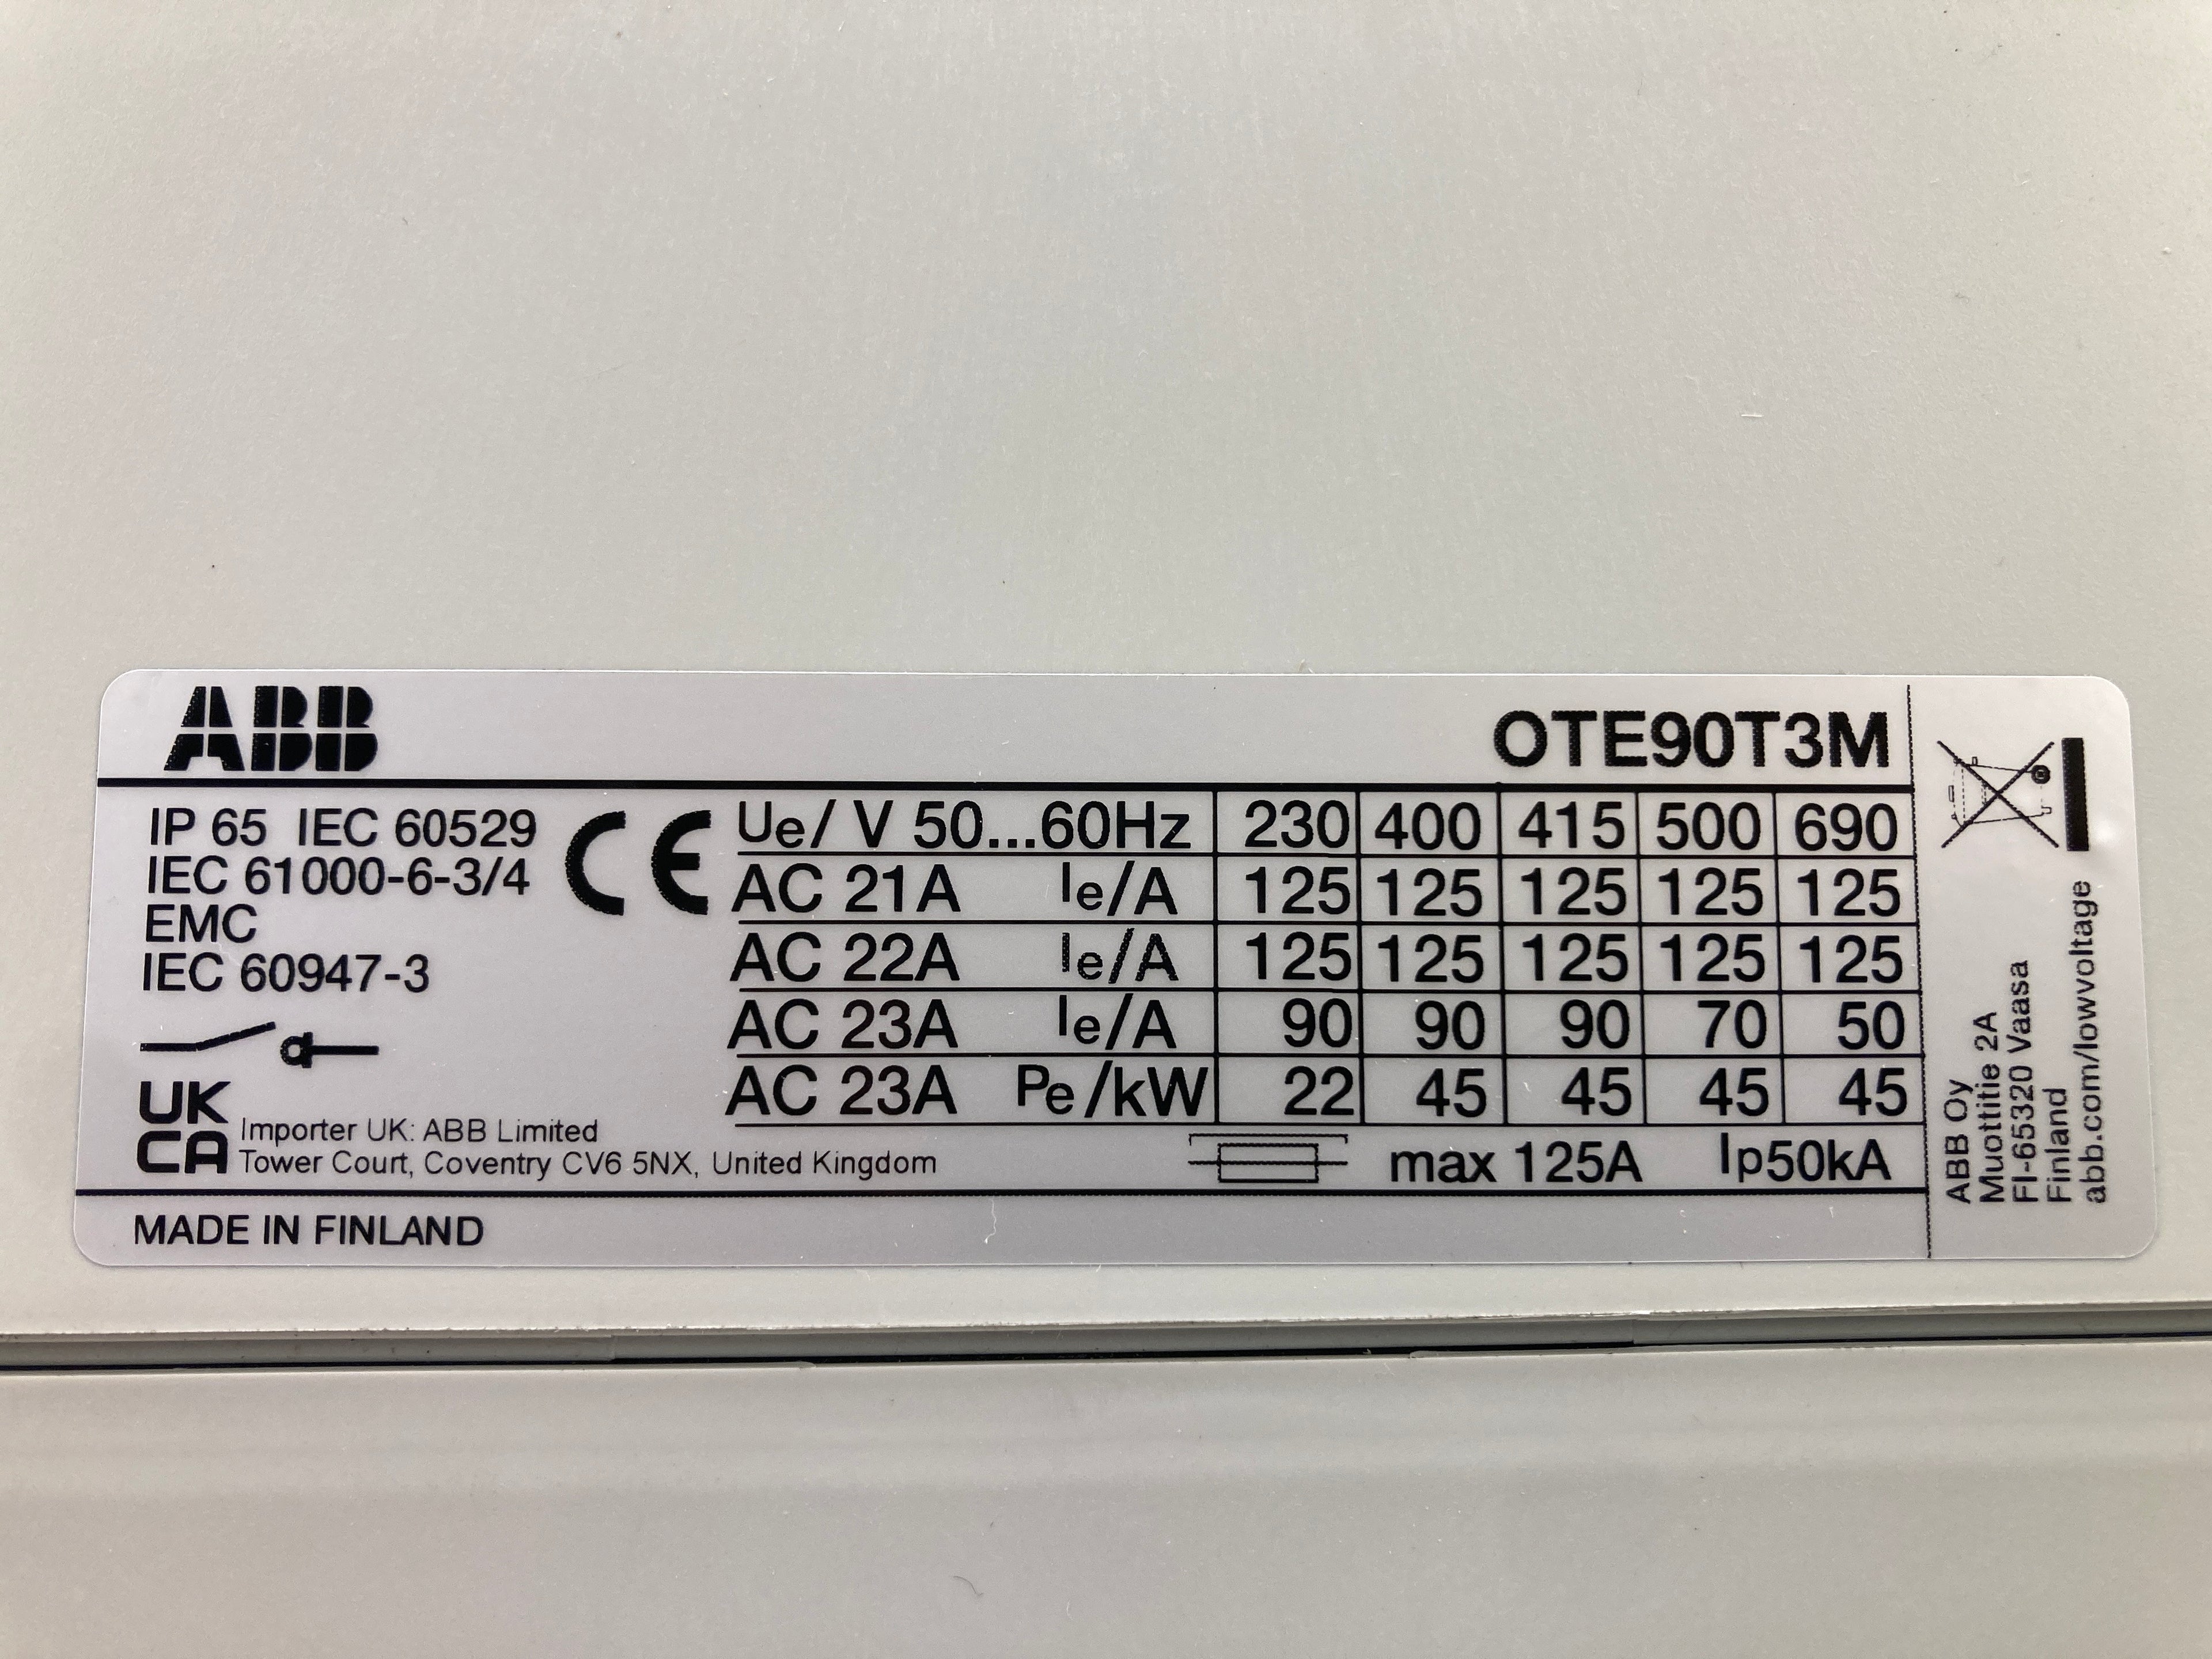 ABB
OTE90T3M
IP 65 IEC 60529
IEC 61000-6-3/4
EMC
IEC 60947-3
CE
Ue/ V 50...60Hz 230 400 415 500 690
AC 21A Ie/A 125 125 125 125 125
AC 22A Ie/A 125 125 125 125 125
AC 23A Ie/A 90 90 90 70 50
AC 23A Pe/kW 22 45 45 45 45
max 125A Ip50kA
UK
CA
Importer UK: ABB Limited
Tower Court, Coventry CV6 5NX, United Kingdom
MADE IN FINLAND
ABB Oy
Muottitie 2A
FI-65320 Vaasa
Finland
abb.com/lowvoltage